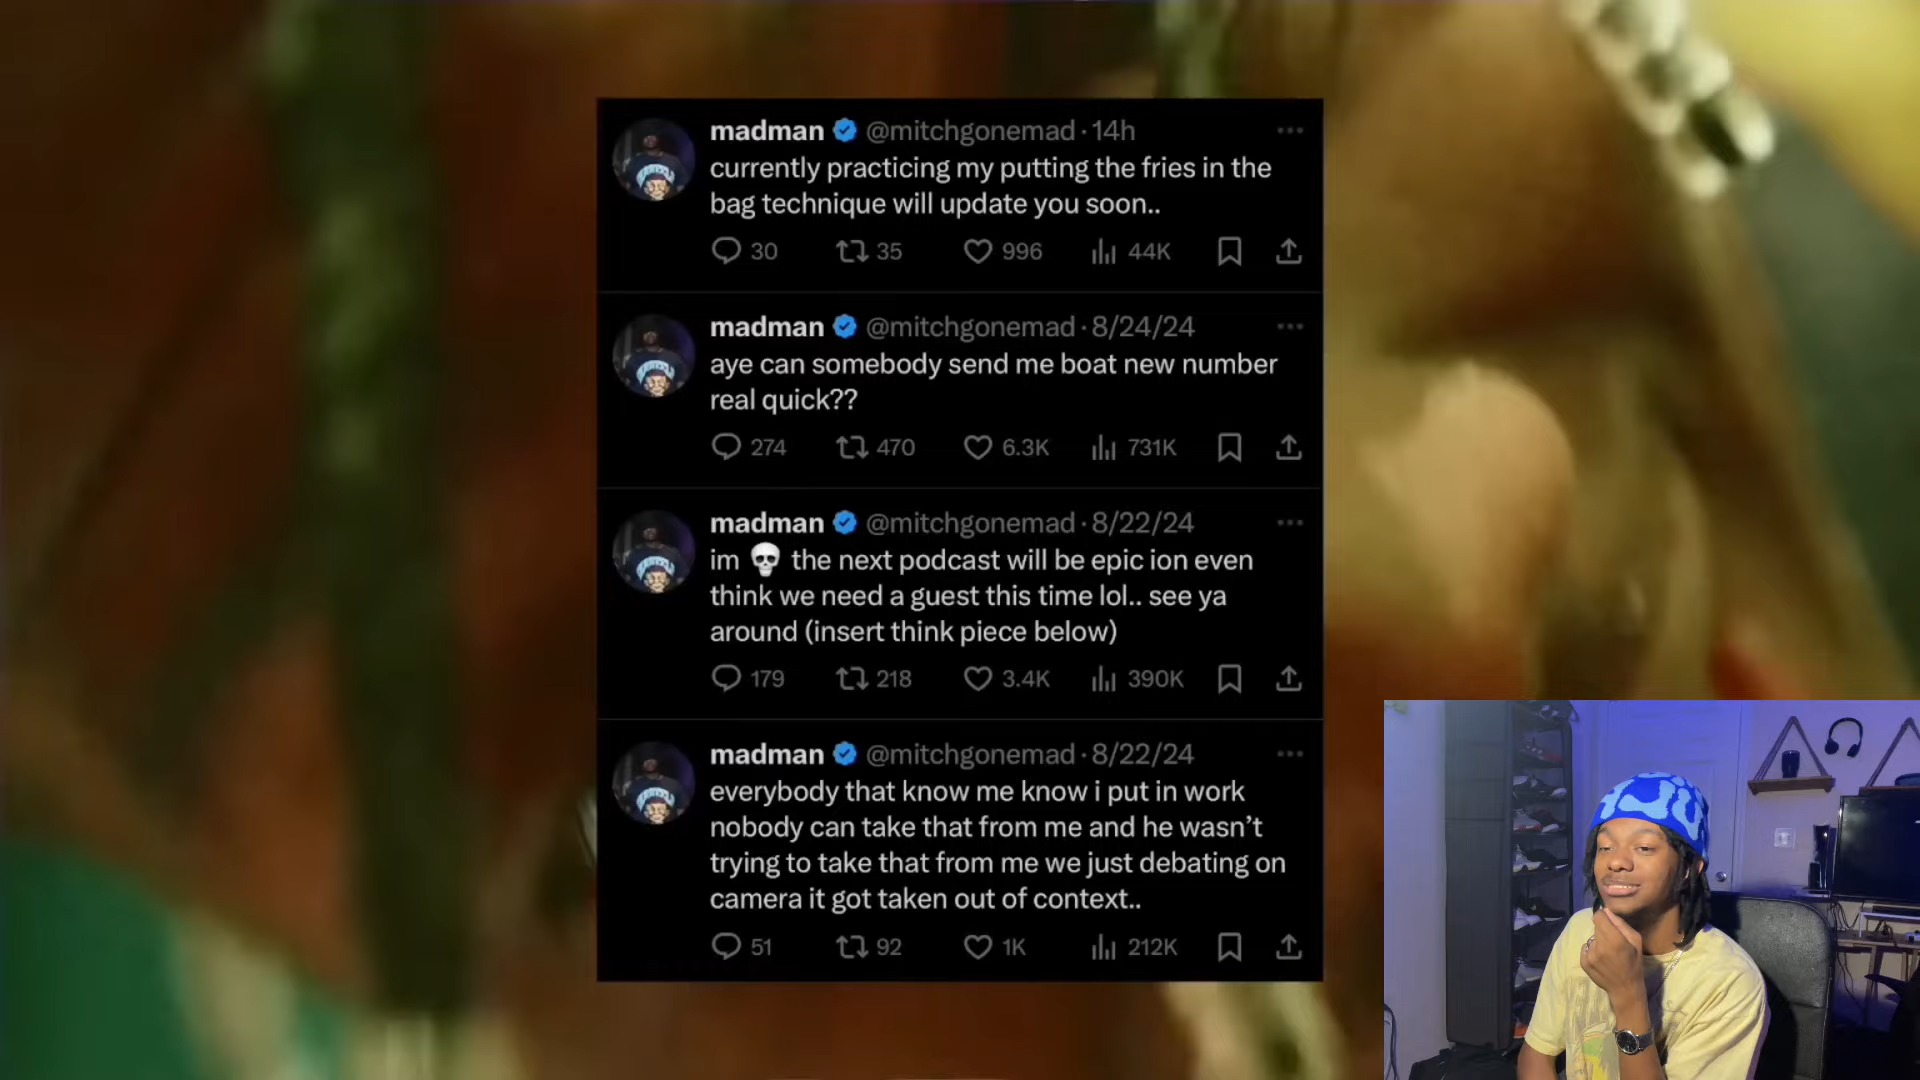 madman @mitchgonemad · 14h
currently practicing my putting the fries in the
bag technique will update you soon..
30 35 996 44K
madman @mitchgonemad · 8/24/24
aye can somebody send me boat new number
real quick??
274 470 6.3K 731K
madman @mitchgonemad · 8/22/24
im 💀 the next podcast will be epic ion even
think we need a guest this time lol.. see ya
around (insert think piece below)
179 218 3.4K 390K
madman @mitchgonemad · 8/22/24
everybody that know me know i put in work
nobody can take that from me and he wasn’t
trying to take that from me we just debating on
camera it got taken out of context..
51 92 1K 212K